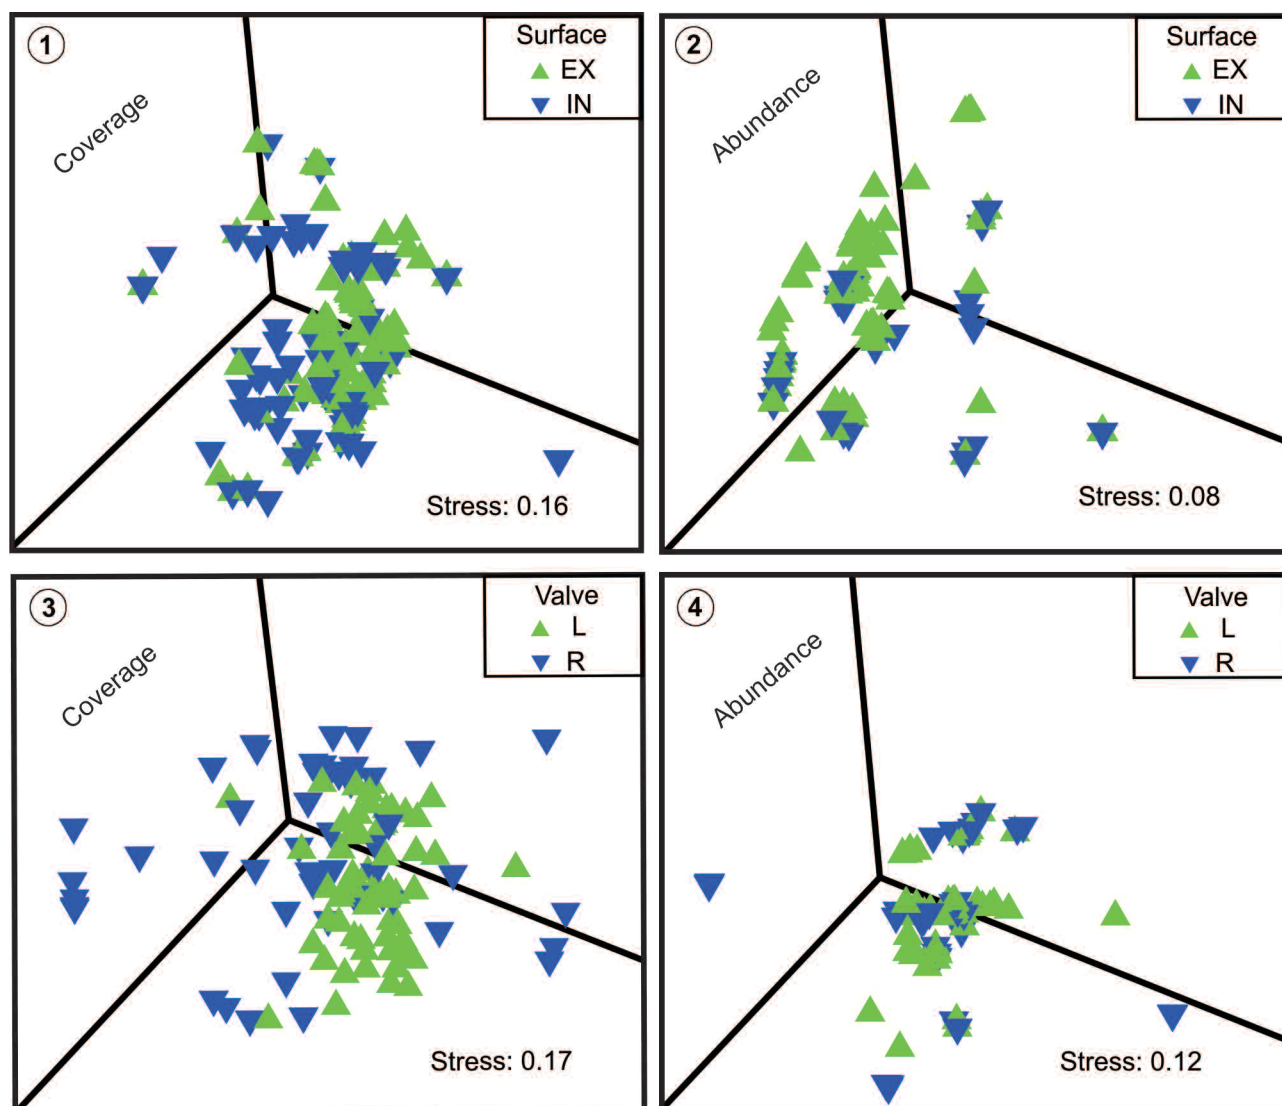 1
Coverage
Surface
EX
IN
Stress: 0.16
2
Abundance
Surface
EX
IN
Stress: 0.08
3
Coverage
Valve
L
R
Stress: 0.17
4
Abundance
Valve
L
R
Stress: 0.12